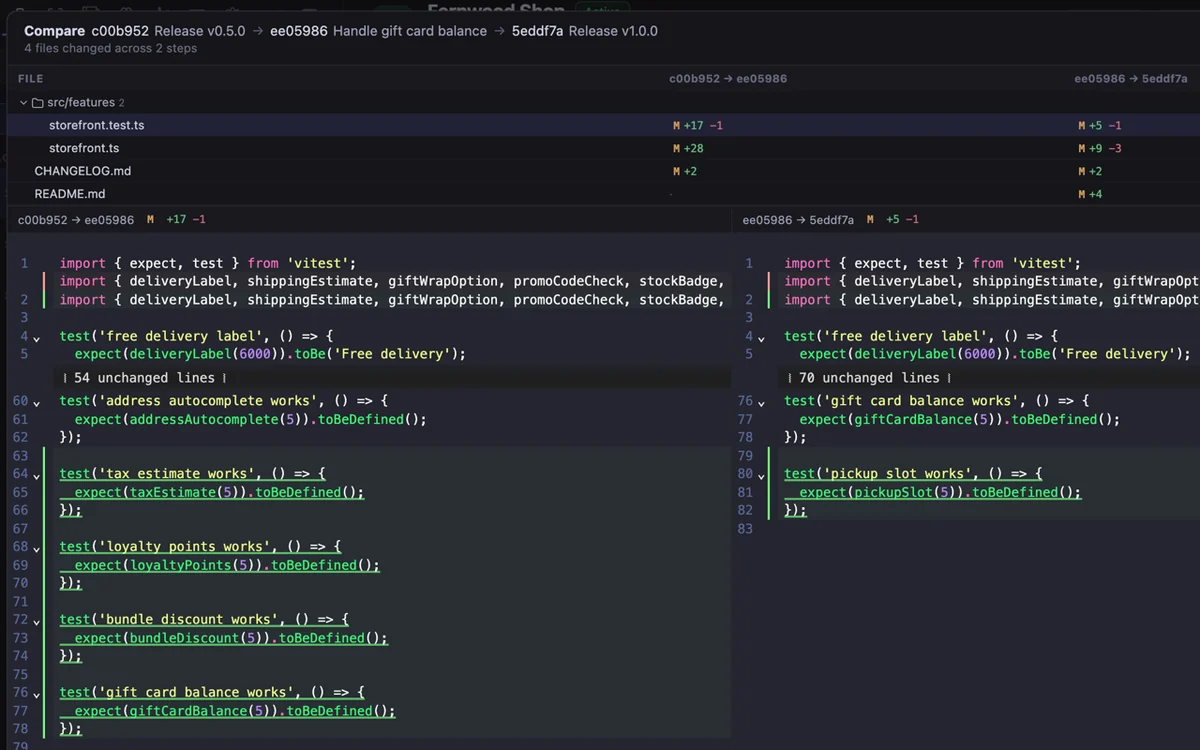 Compare c00b952 Release v0.5.0 → ee05986 Handle gift card balance → 5eddf7a Release v1.0.0
4 files changed across 2 steps
FILE c00b952 → ee05986 ee05986 → 5eddf7a
src/features 2
storefront.test.ts M +17 −1 M +5 −1
storefront.ts M +28 M +9 −3
CHANGELOG.md M +2 M +2
README.md · M +4
c00b952 → ee05986 M +17 −1
1 import { expect, test } from 'vitest';
import { deliveryLabel, shippingEstimate, giftWrapOption, promoCodeCheck, stockBadge,
2 import { deliveryLabel, shippingEstimate, giftWrapOption, promoCodeCheck, stockBadge,
3
4 test('free delivery label', () => {
5 expect(deliveryLabel(6000)).toBe('Free delivery');
54 unchanged lines
60 test('address autocomplete works', () => {
61 expect(addressAutocomplete(5)).toBeDefined();
62 });
63
64 test('tax estimate works', () => {
65 expect(taxEstimate(5)).toBeDefined();
66 });
67
68 test('loyalty points works', () => {
69 expect(loyaltyPoints(5)).toBeDefined();
70 });
71
72 test('bundle discount works', () => {
73 expect(bundleDiscount(5)).toBeDefined();
74 });
75
76 test('gift card balance works', () => {
77 expect(giftCardBalance(5)).toBeDefined();
78 });
79
ee05986 → 5eddf7a M +5 −1
1 import { expect, test } from 'vitest';
import { deliveryLabel, shippingEstimate, giftWrapOpt
2 import { deliveryLabel, shippingEstimate, giftWrapOpt
3
4 test('free delivery label', () => {
5 expect(deliveryLabel(6000)).toBe('Free delivery');
70 unchanged lines
76 test('gift card balance works', () => {
77 expect(giftCardBalance(5)).toBeDefined();
78 });
79
80 test('pickup slot works', () => {
81 expect(pickupSlot(5)).toBeDefined();
82 });
83